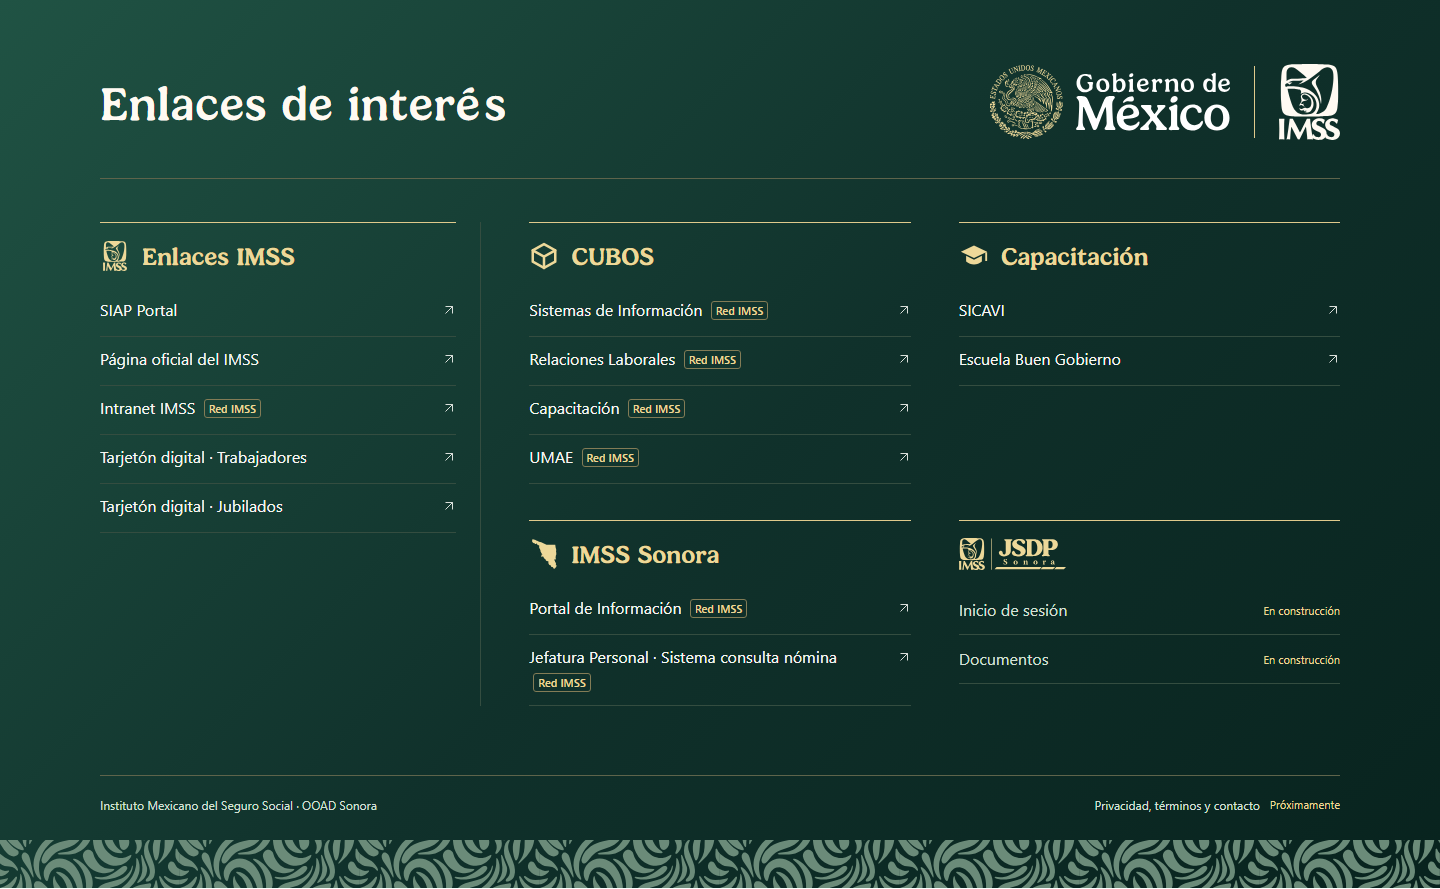 Enlaces de interés
ESTADOS UNIDOS MEXICANOS
Gobierno de
México
IMSS
IMSS
Enlaces IMSS
SIAP Portal
Página oficial del IMSS
Intranet IMSS Red IMSS
Tarjetón digital · Trabajadores
Tarjetón digital · Jubilados
CUBOS
Sistemas de Información Red IMSS
Relaciones Laborales Red IMSS
Capacitación Red IMSS
UMAE Red IMSS
Capacitación
SICAVI
Escuela Buen Gobierno
IMSS Sonora
Portal de Información Red IMSS
Jefatura Personal · Sistema consulta nómina
Red IMSS
IMSS
JSDP
Sonora
Inicio de sesión En construcción
Documentos En construcción
Instituto Mexicano del Seguro Social · OOAD Sonora
Privacidad, términos y contacto Próximamente